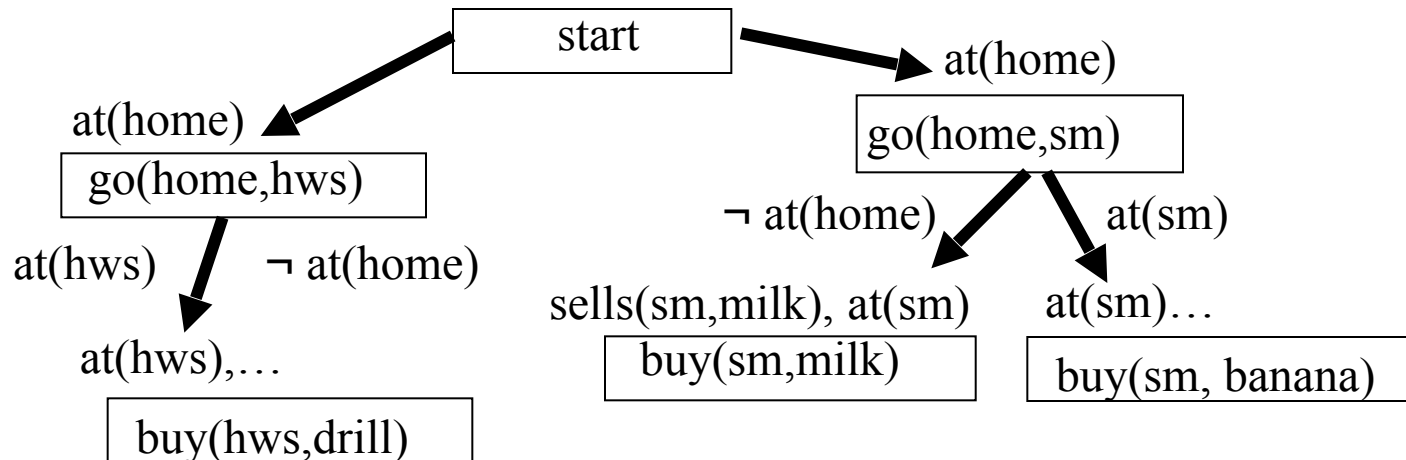 start
at(home)
at(home)
go(home,sm)
go(home,hws)
¬ at(home)
at(sm)
at(hws)
¬ at(home)
sells(sm,milk), at(sm)
at(sm)…
at(hws),…
buy(sm,milk)
buy(sm, banana)
buy(hws,drill)